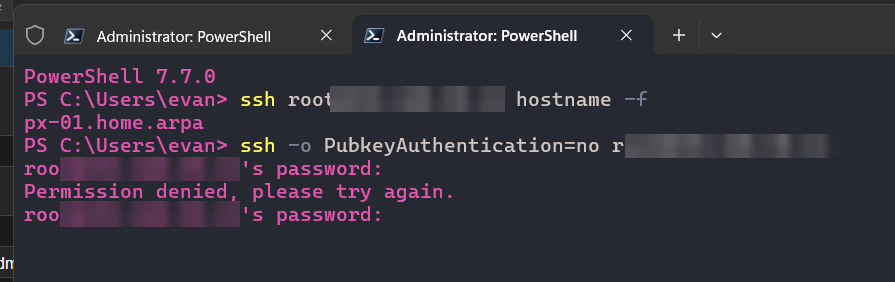 Administrator: PowerShell
Administrator: PowerShell
PowerShell 7.7.0
PS C:\Users\evan> ssh root hostname -f
px-01.home.arpa
PS C:\Users\evan> ssh -o PubkeyAuthentication=no r
roo 's password:
Permission denied, please try again.
roo 's password: